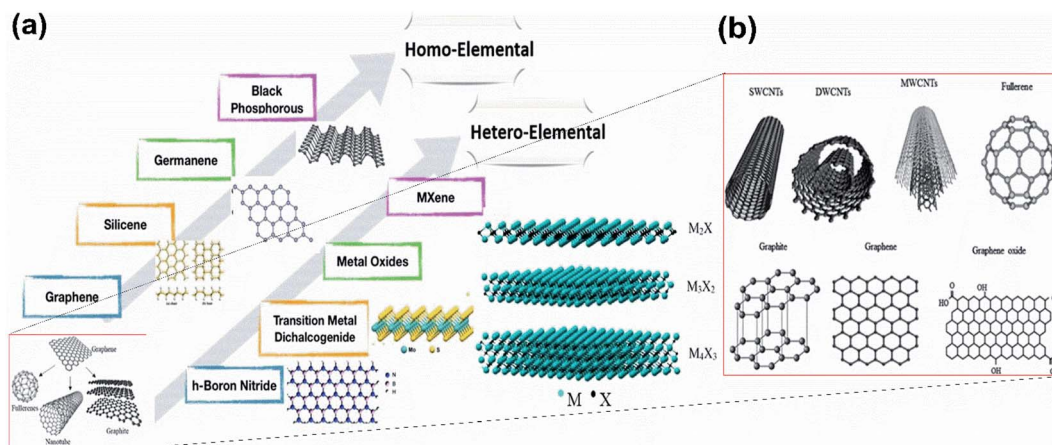 (a)
Homo-Elemental
Black
Phosphorous
Hetero-Elemental
Germanene
MXene
Silicene
Metal Oxides
Graphene
Transition Metal
Dichalcogenide
Mo
S
h-Boron Nitride
N
B
H
Graphene
Fullerenes
Nanotube
Graphite
M₂X
M₃X₂
M₄X₃
M X
(b)
SWCNTs
DWCNTs
MWCNTs
Fullerene
Graphite
Graphene
Graphene oxide
O
OH
HO
OH
OH